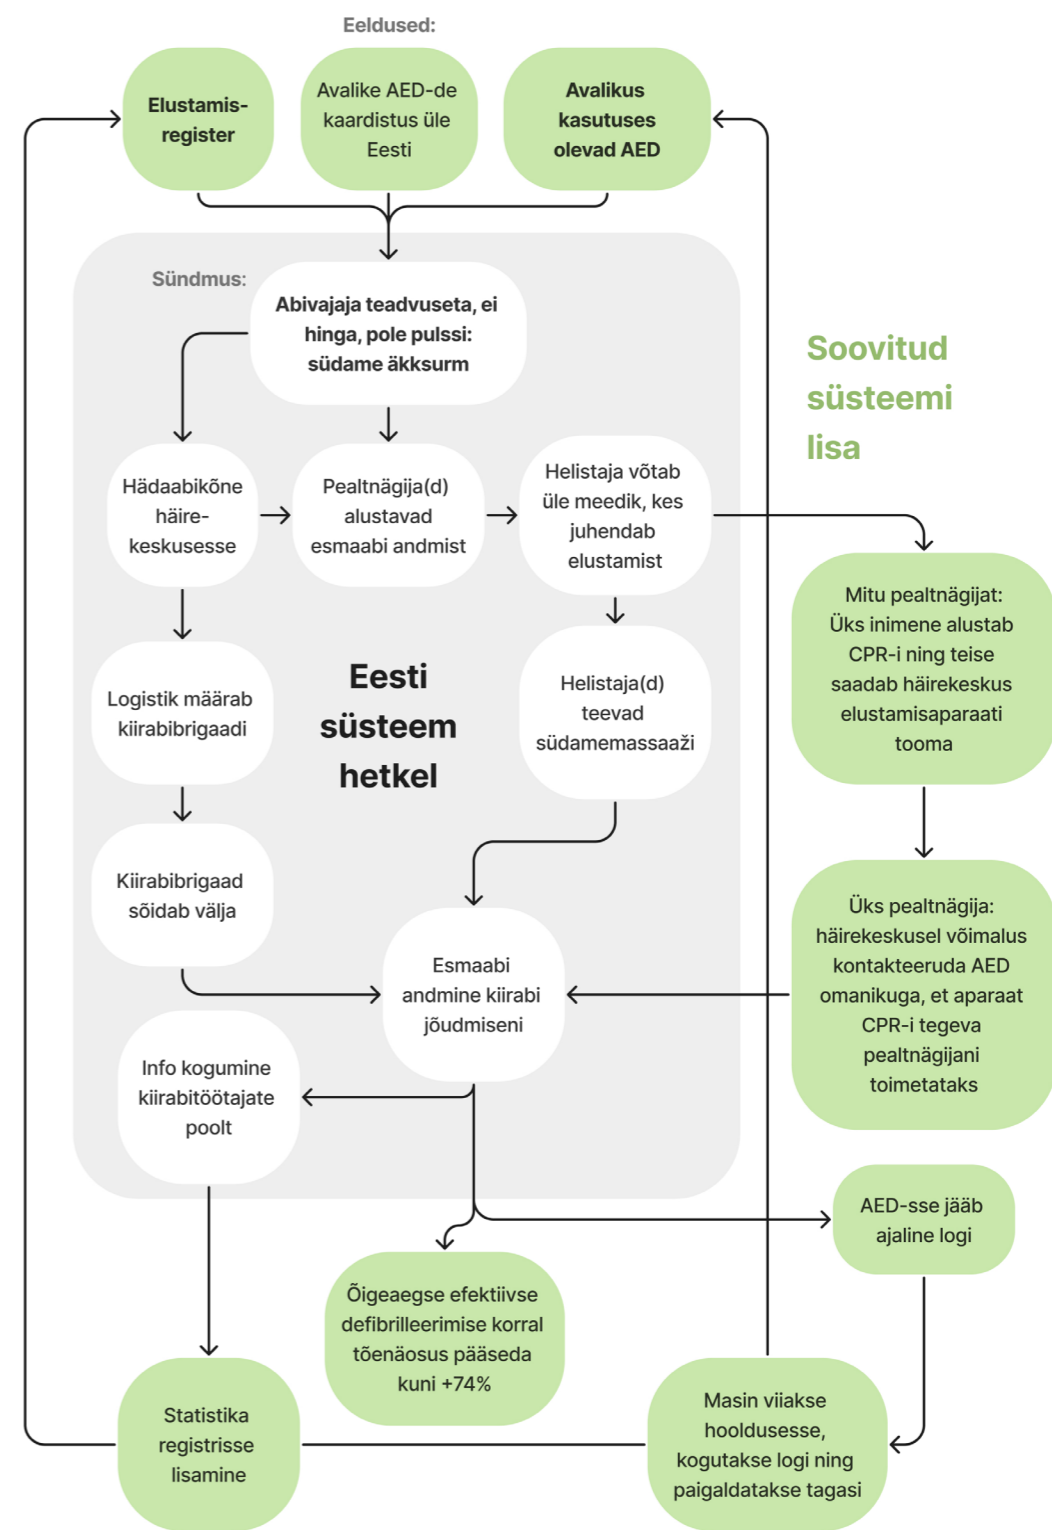 Eeldused:
Elustamis-
register
Avalike AED-de
kaardistus üle
Eesti
Avalikus
kasutuses
olevad AED
Sündmus:
Abivajaja teadvuseta, ei
hinga, pole pulssi:
südame äkksurm
Soovitud
süsteemi
lisa
Hädaabikõne
häire-
keskusesse
Pealtnägija(d)
alustavad
esmaabi andmist
Helistaja võtab
üle meedik, kes
juhendab
elustamist
Mitu pealtnägijat:
Üks inimene alustab
CPR-i ning teise
saadab häirekeskus
elustamisaparaati
tooma
Logistik määrab
kiirabibrigaadi
Eesti
süsteem
hetkel
Helistaja(d)
teevad
südamemassaaži
Kiirabibrigaad
sõidab välja
Üks pealtnägija:
häirekeskusel võimalus
kontakteeruda AED
omanikuga, et aparaat
CPR-i tegeva
pealtnägijani
toimetataks
Esmaabi
andmine kiirabi
jõudmiseni
Info kogumine
kiirabitöötajate
poolt
AED-sse jääb
ajaline logi
Õigeaegse efektiivse
defibrilleerimise korral
tõenäosus pääseda
kuni +74%
Statistika
registrisse
lisamine
Masin viiakse
hooldusesse,
kogutakse logi ning
paigaldatakse tagasi